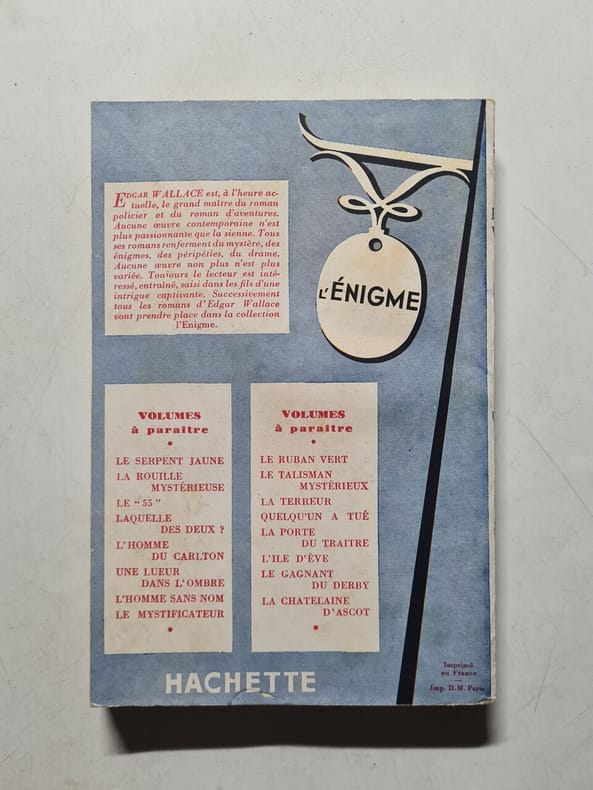 EDGAR WALLACE est, à l'heure ac-
tuelle, le grand maître du roman
policier et du roman d'aventures.
Aucune œuvre contemporaine n'est
plus passionnante que la sienne. Tous
ses romans renferment du mystère, des
énigmes, des péripéties, du drame.
Aucune œuvre non plus n'est plus
variée. Toujours le lecteur est inté-
ressé, entraîné, saisi dans les fils d'une
intrigue captivante. Successivement
tous les romans d'Edgar Wallace
vont prendre place dans la collection
l'Enigme.
L'ÉNIGME
VOLUMES
à paraître
LE SERPENT JAUNE
LA ROUILLE
MYSTÉRIEUSE
LE "55"
LAQUELLE
DES DEUX ?
L'HOMME
DU CARLTON
UNE LUEUR
DANS L'OMBRE
L'HOMME SANS NOM
LE MYSTIFICATEUR
VOLUMES
à paraître
LE RUBAN VERT
LE TALISMAN
MYSTÉRIEUX
LA TERREUR
QUELQU'UN A TUÉ
LA PORTE
DU TRAITRE
L'ILE D'ÈVE
LE GAGNANT
DU DERBY
LA CHATELAINE
D'ASCOT
HACHETTE
Imprimé
en France
Imp. D.M. Paris